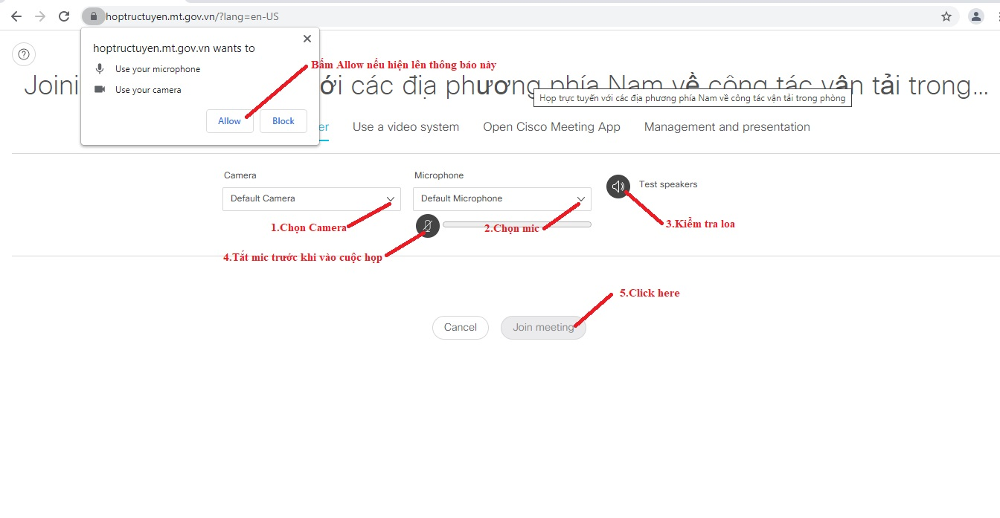 hoptructuyen.mt.gov.vn/?lang=en-US
hoptructuyen.mt.gov.vn wants to
Use your microphone
Use your camera
Allow
Block
Bấm Allow nếu hiện lên thông báo này
Joini
ới các địa phương phía Nam về công tác vận tải trong...
Họp trực tuyến với các địa phương phía Nam về công tác vận tải trong phòng
er
Use a video system
Open Cisco Meeting App
Management and presentation
Camera
Microphone
Default Camera
Default Microphone
Test speakers
1.Chọn Camera
2.Chọn mic
3.Kiểm tra loa
4.Tắt mic trước khi vào cuộc họp
5.Click here
Cancel
Join meeting